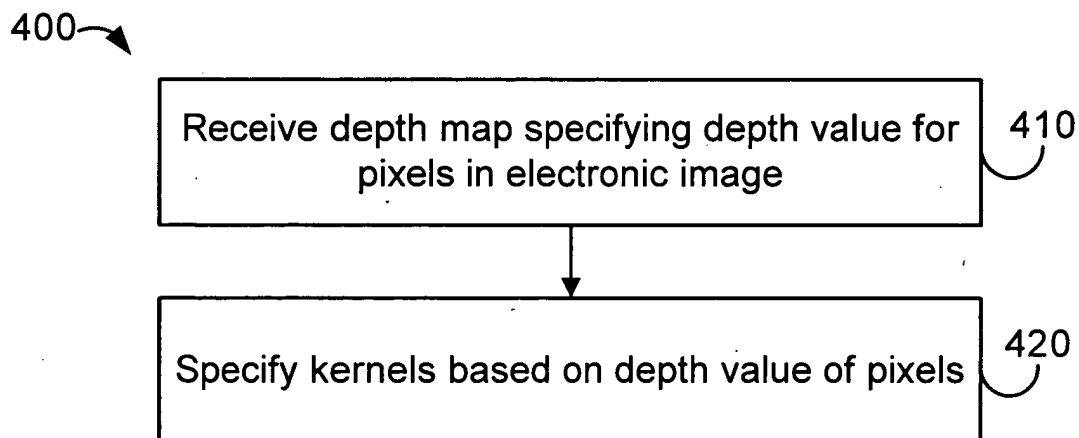 400
Receive depth map specifying depth value for
pixels in electronic image
410
Specify kernels based on depth value of pixels
420